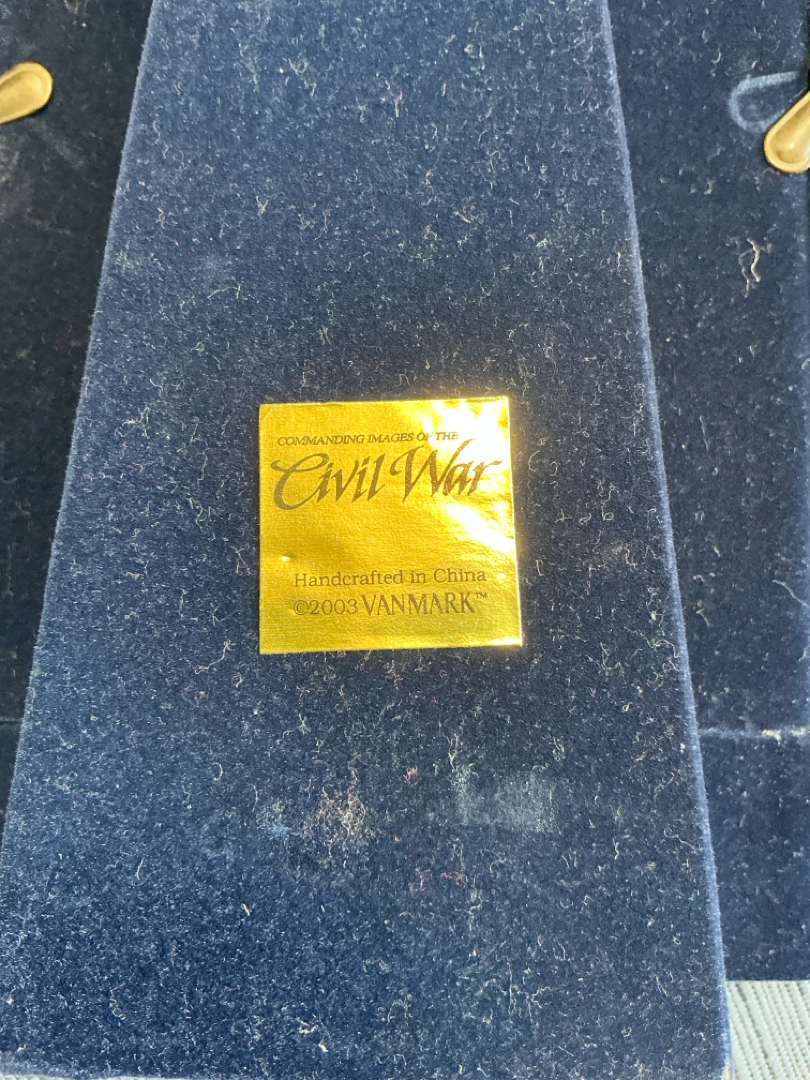 COMMANDING IMAGES OF THE
Civil War
Handcrafted in China
©2003 VANMARK™